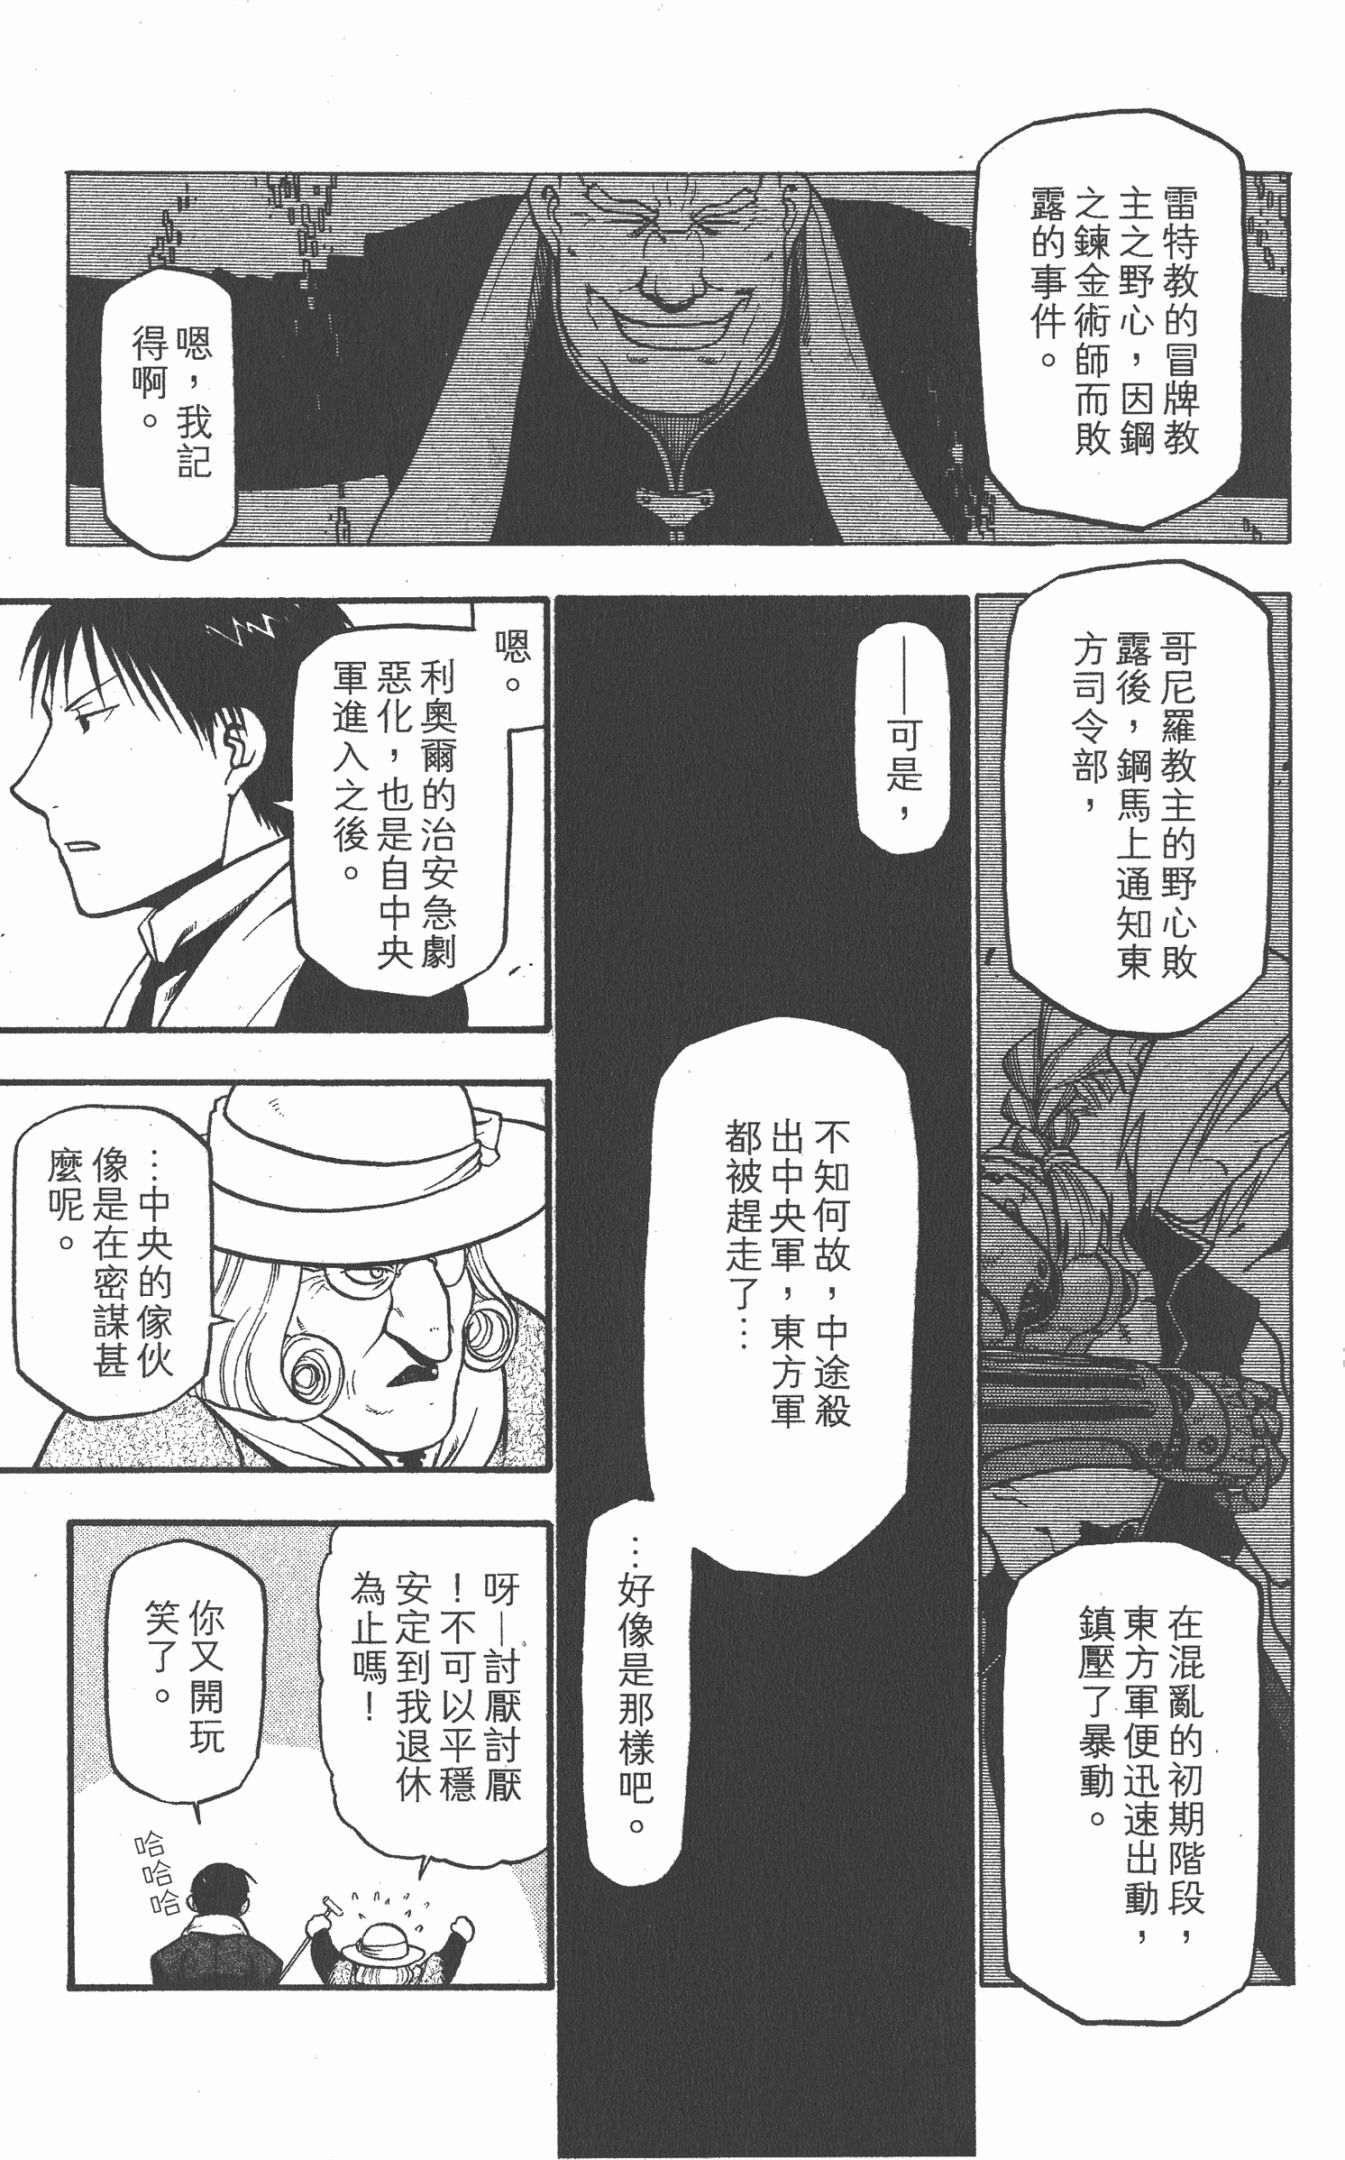 雷特教的冒牌教
主之野心，因鋼
之鍊金術師而敗
露的事件。
嗯，我記
得啊。
哥尼羅教主的野心敗
露後，鋼馬上通知東
方司令部，
在混亂的初期階段，
東方軍便迅速出動，
鎮壓了暴動。
——可是，
不知何故，中途殺
出中央軍，東方軍
都被趕走了…
…好像是那樣吧。
嗯。
利奧爾的治安急劇
惡化，也是自中央
軍進入之後。
…中央的傢伙
像是在密謀甚
麼呢。
呀—討厭討厭
！不可以平穩
安定到我退休
為止嗎！
你又開玩
笑了。
哈
哈
哈